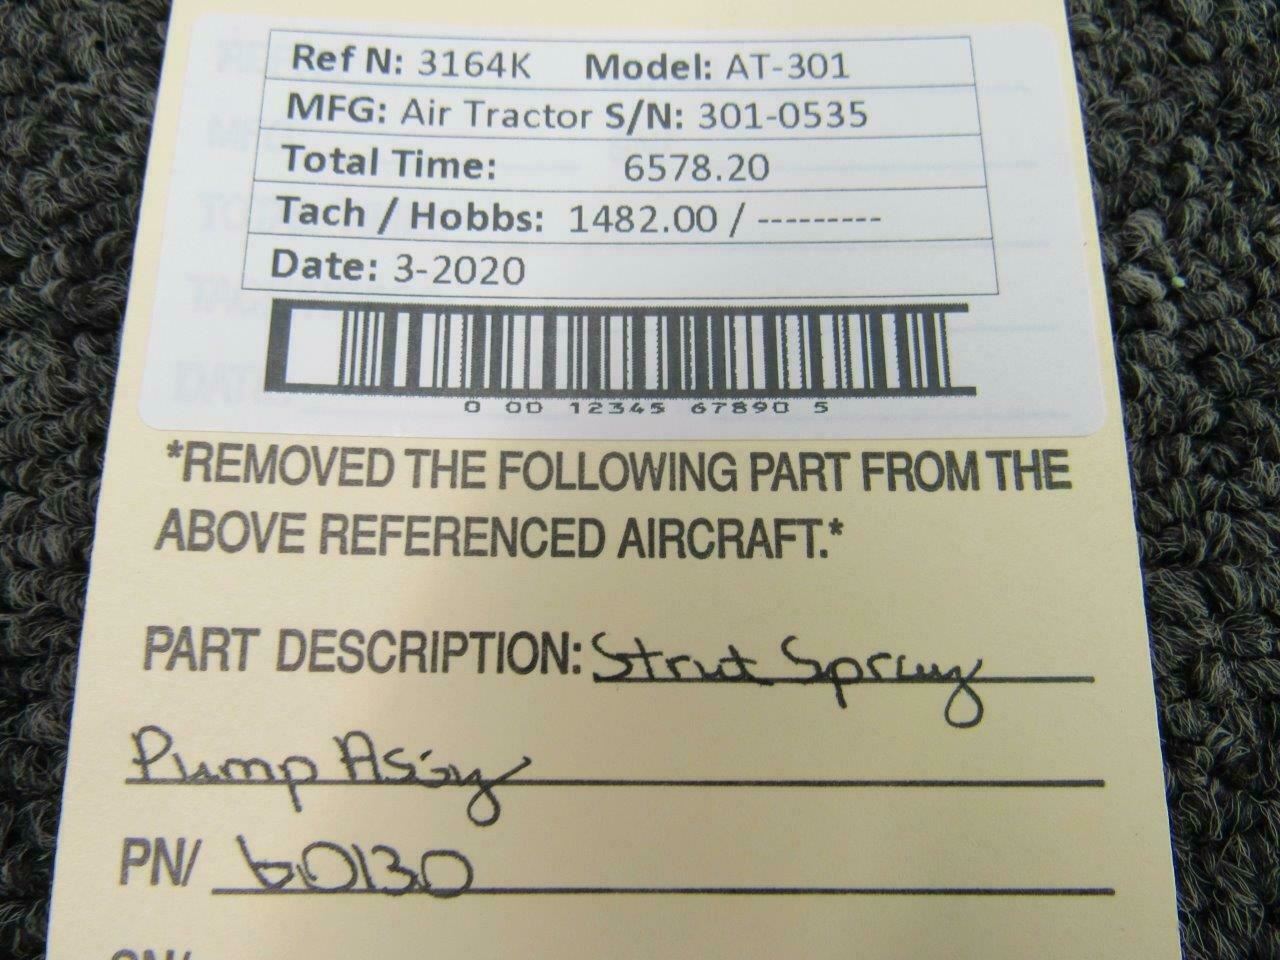 Ref N: 3164K Model: AT-301
MFG: Air Tractor S/N: 301-0535
Total Time: 6578.20
Tach / Hobbs: 1482.00 / ---------
Date: 3-2020
0 00 12345 67890 5
*REMOVED THE FOLLOWING PART FROM THE
ABOVE REFERENCED AIRCRAFT.*
PART DESCRIPTION: Strut Spray
Pump Assy
PN/ 60130
SN/